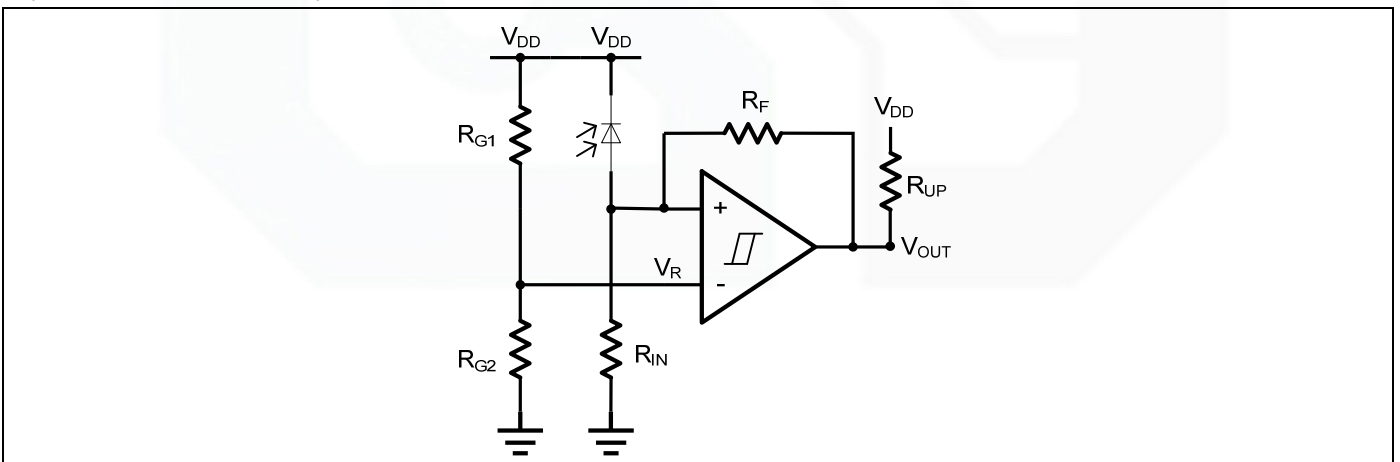 VDD VDD
RF
VDD
RG1
RUP
+
VOUT
VR
-
RG2
RIN